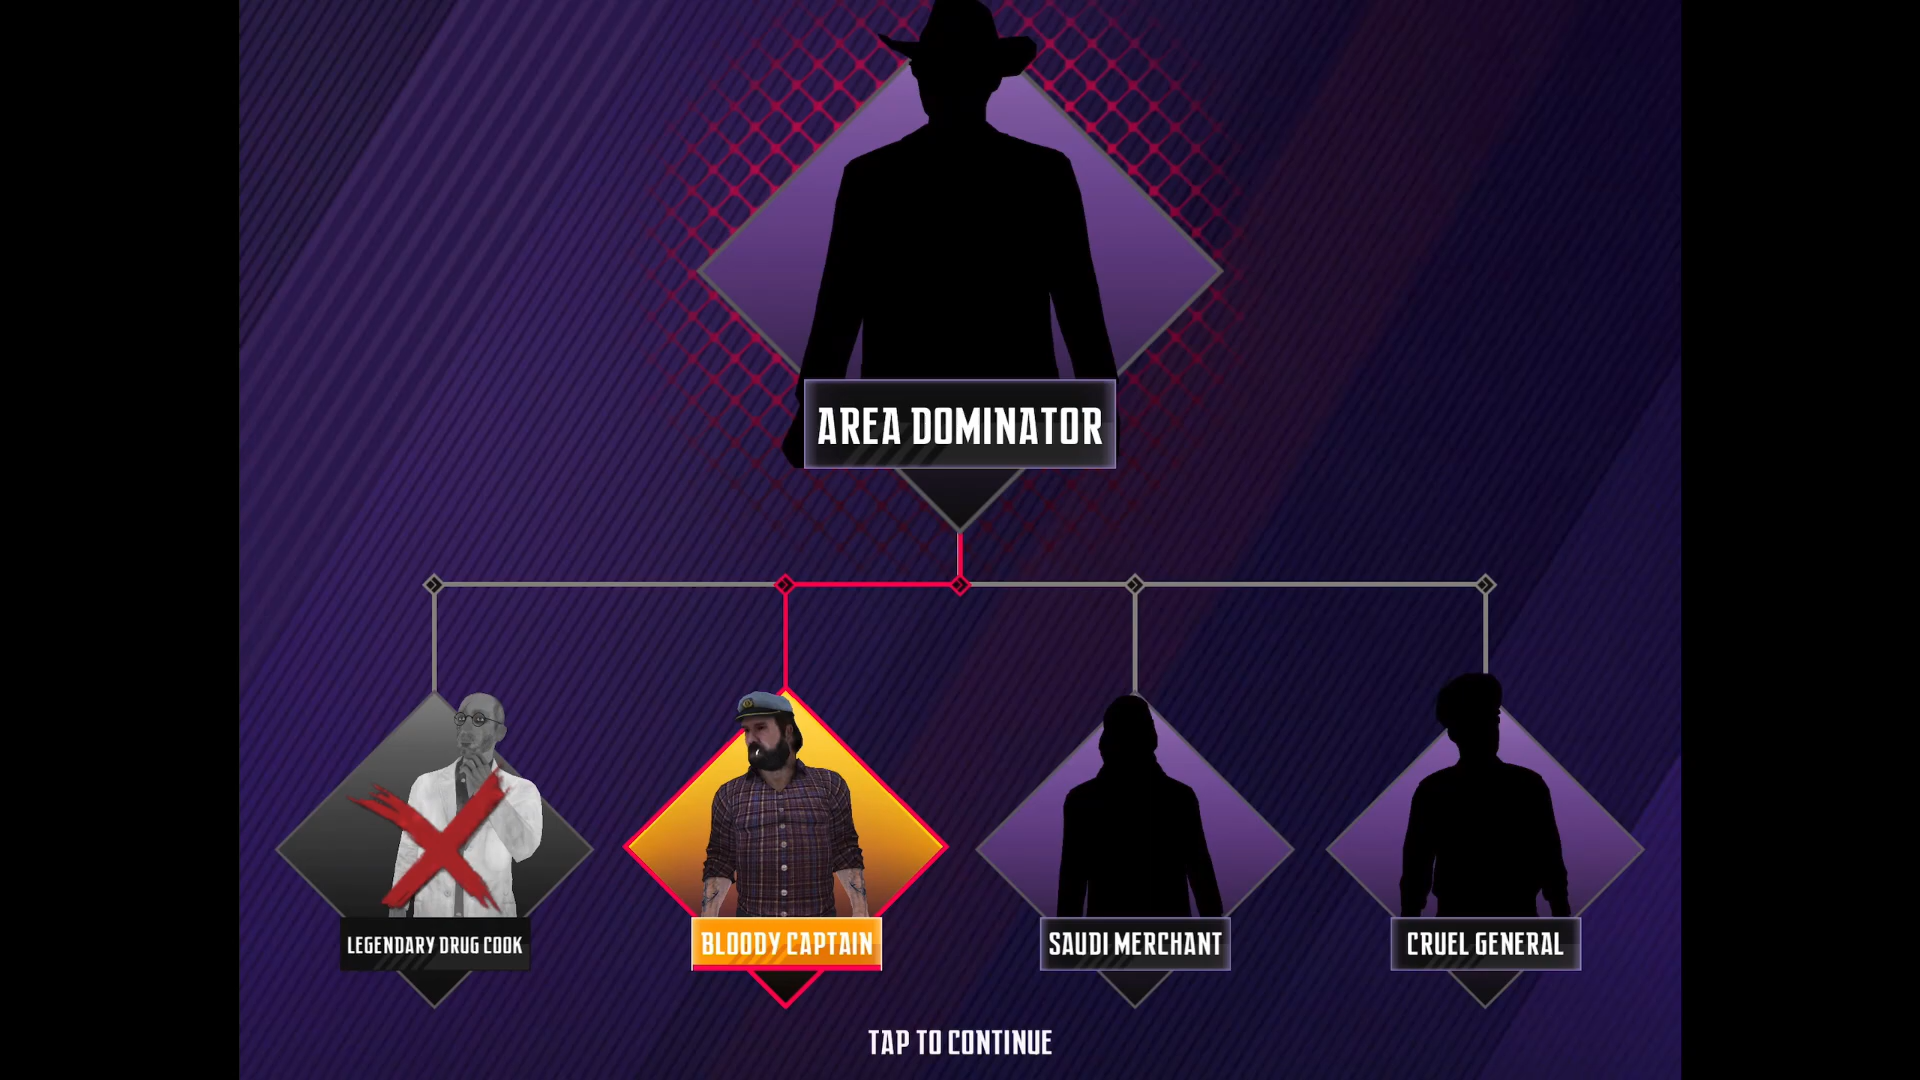 AREA DOMINATOR
LEGENDARY DRUG COOK
BLOODY CAPTAIN
SAUDI MERCHANT
CRUEL GENERAL
TAP TO CONTINUE